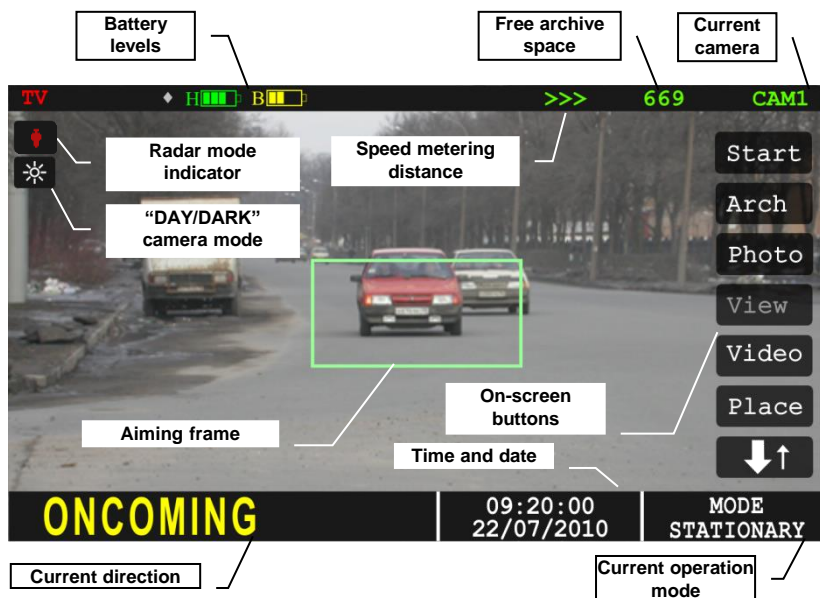 Battery
levels
Free archive
space
Current
camera
TV
H
B
>>>
669
CAM1
Radar mode
indicator
Speed metering
distance
“DAY/DARK”
camera mode
Start
Arch
Photo
View
Video
Place
On-screen
buttons
Aiming frame
Time and date
ONCOMING
09:20:00
22/07/2010
MODE
STATIONARY
Current direction
Current operation
mode